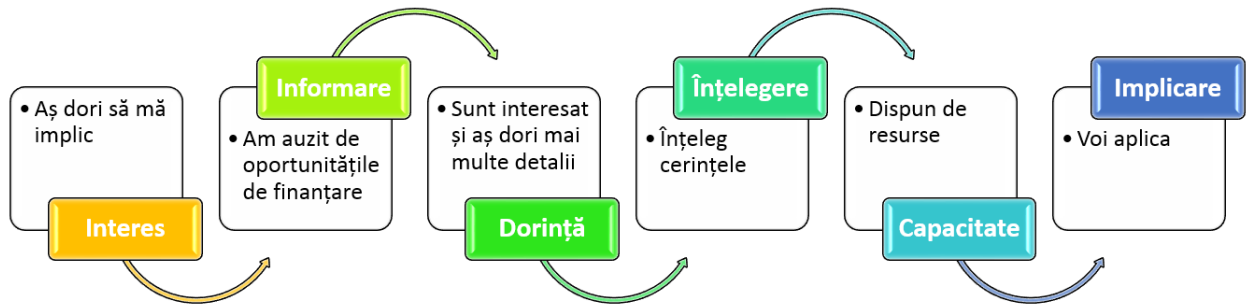 • Aș dori să mă
implic
Interes
Informare
• Am auzit de
oportunitățile
de finanțare
• Sunt interesat
și aș dori mai
multe detalii
Dorință
Înțelegere
• Înțeleg
cerințele
• Dispun de
resurse
Capacitate
Implicare
• Voi aplica